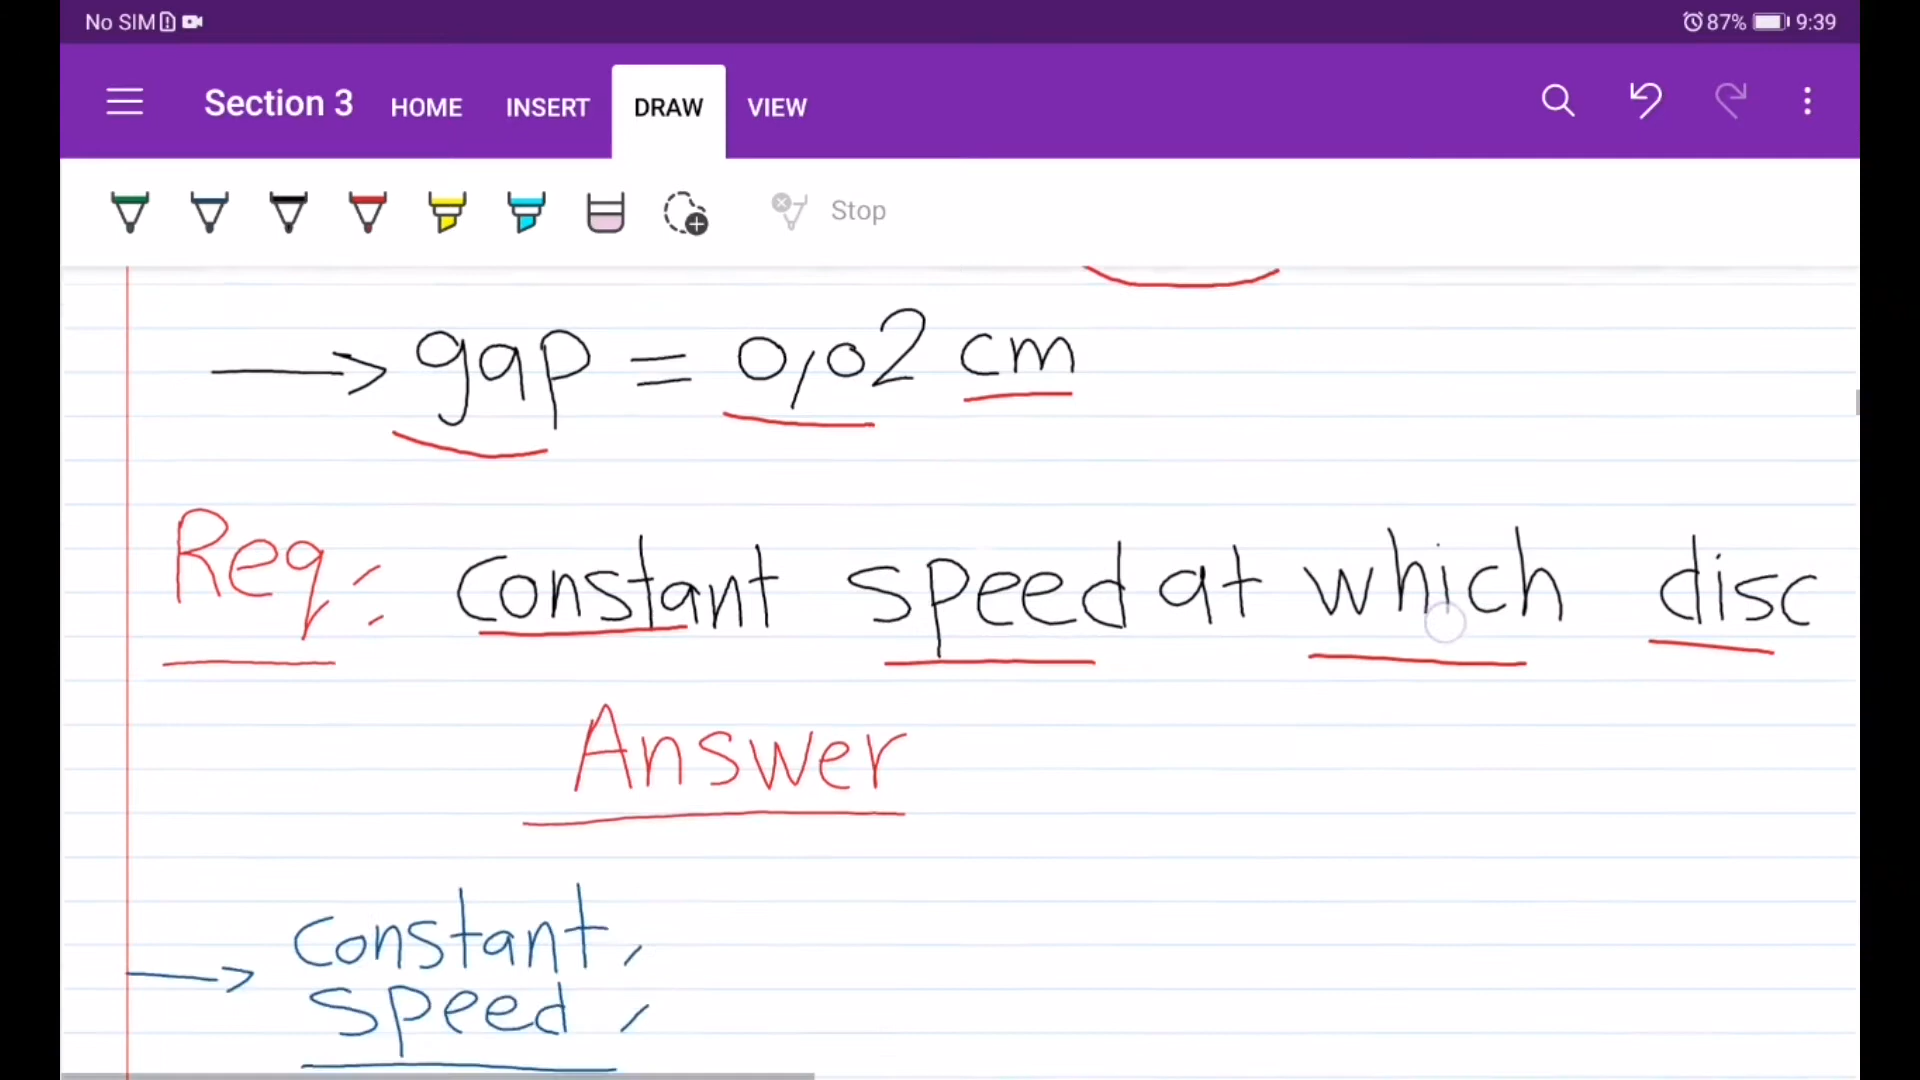 No SIM 87% 9:39
Section 3 HOME INSERT DRAW VIEW
Stop
→ gap = 0,02 cm
Req: Constant speed at which disc
Answer
→ Constant,
speed,